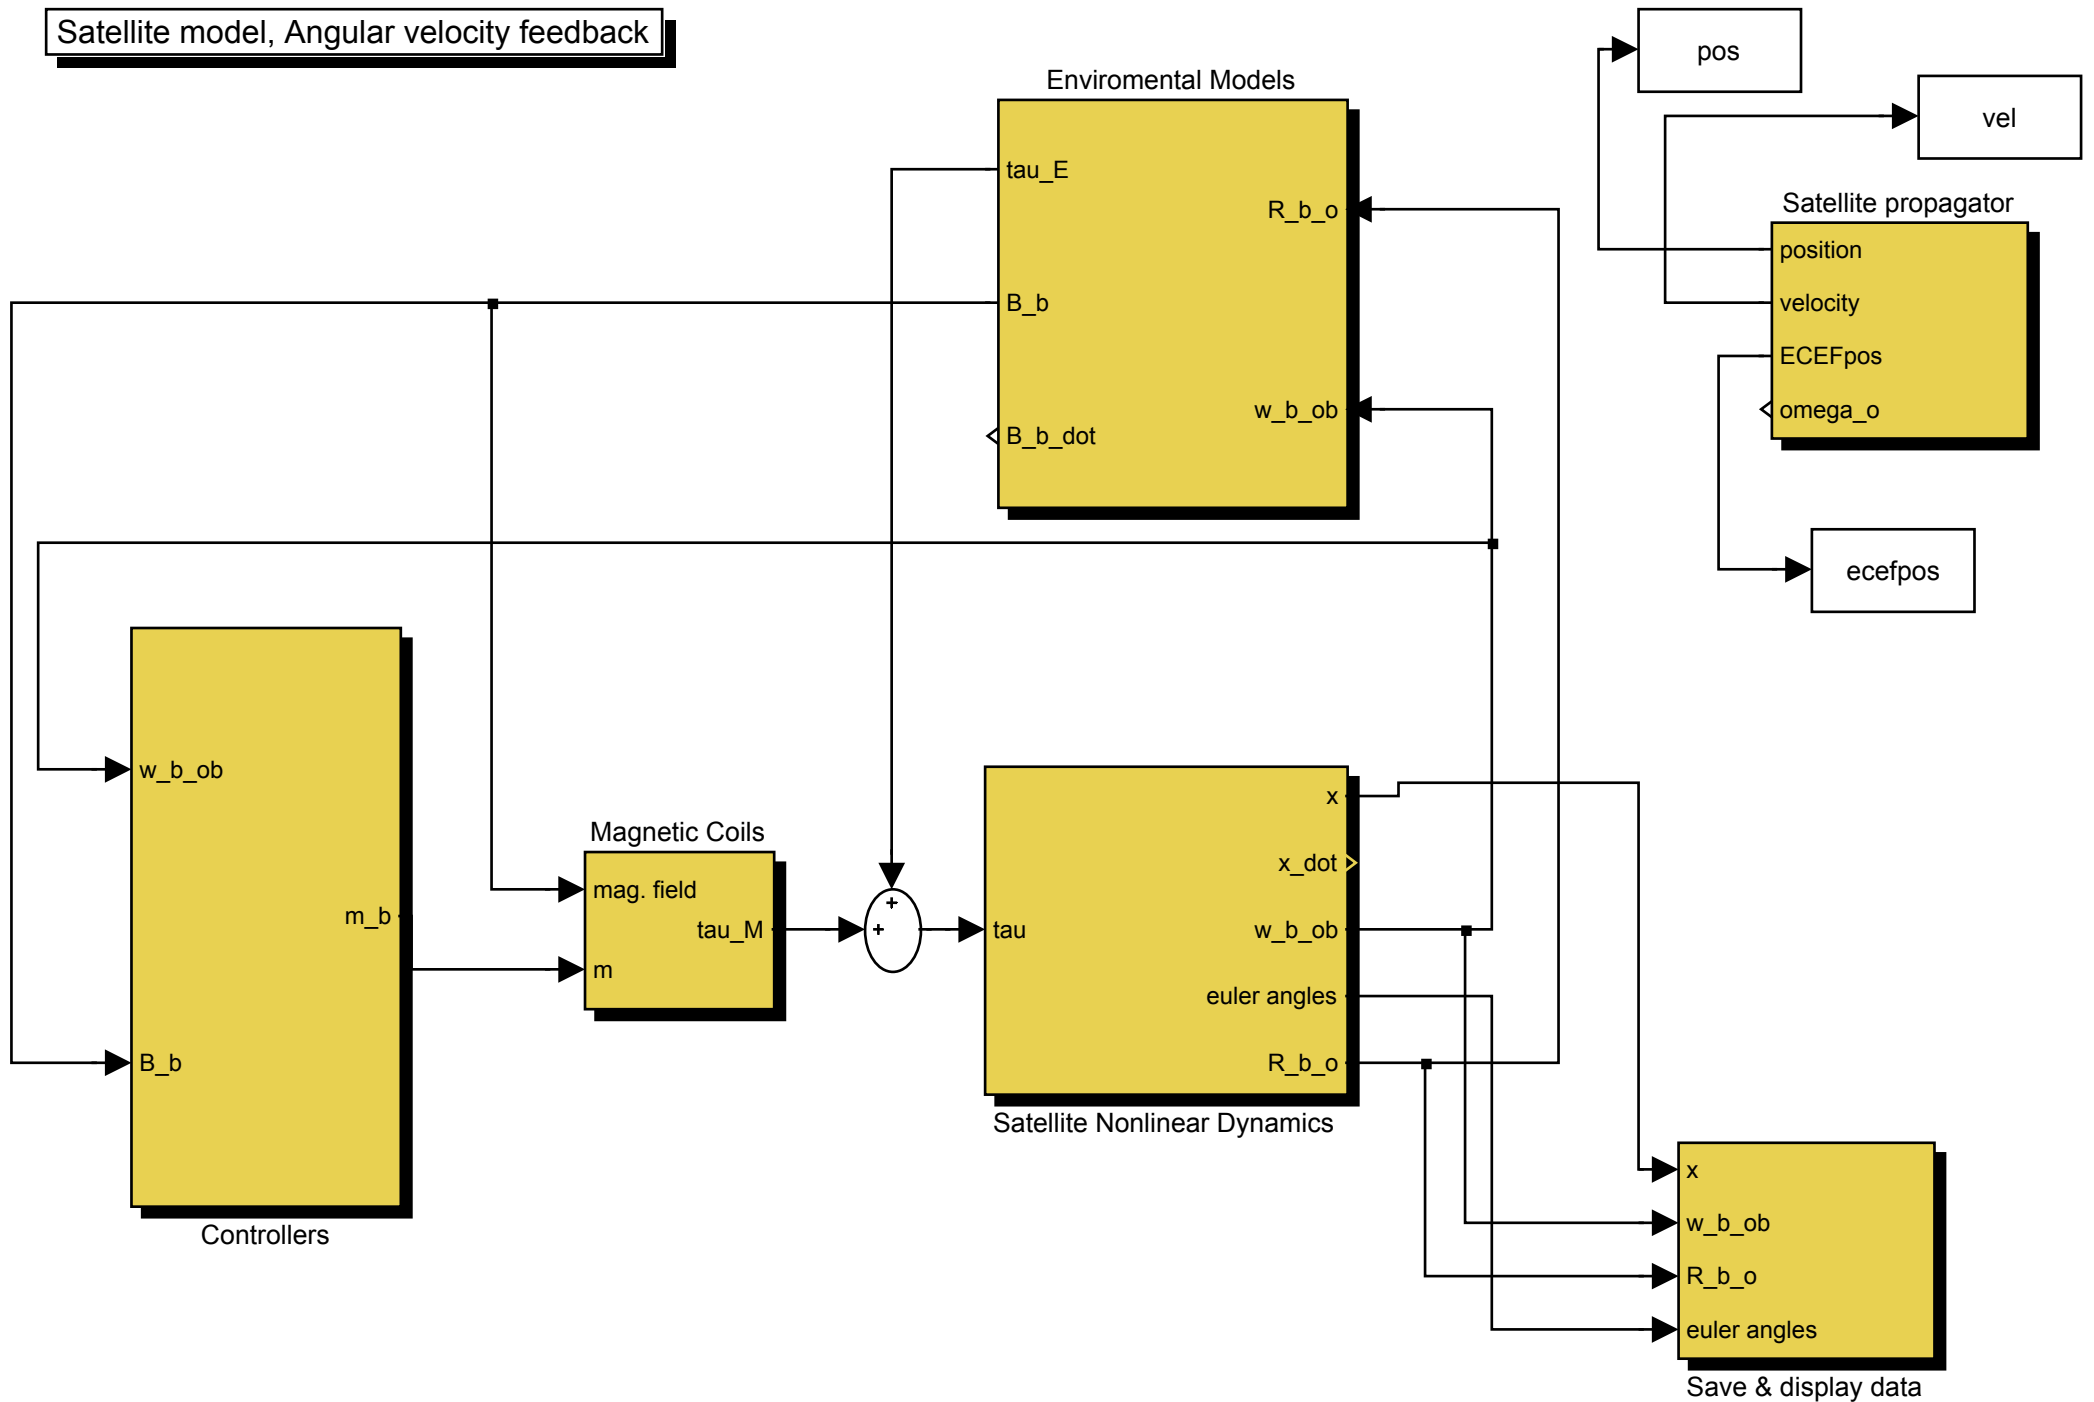 Satellite model, Angular velocity feedback
pos
vel
Enviromental Models
tau_E
R_b_o
B_b
w_b_ob
B_b_dot
Satellite propagator
position
velocity
ECEFpos
omega_o
ecefpos
w_b_ob
m_b
B_b
Controllers
Magnetic Coils
mag. field
tau_M
m
+
+
tau
x
x_dot
w_b_ob
euler angles
R_b_o
Satellite Nonlinear Dynamics
x
w_b_ob
R_b_o
euler angles
Save & display data